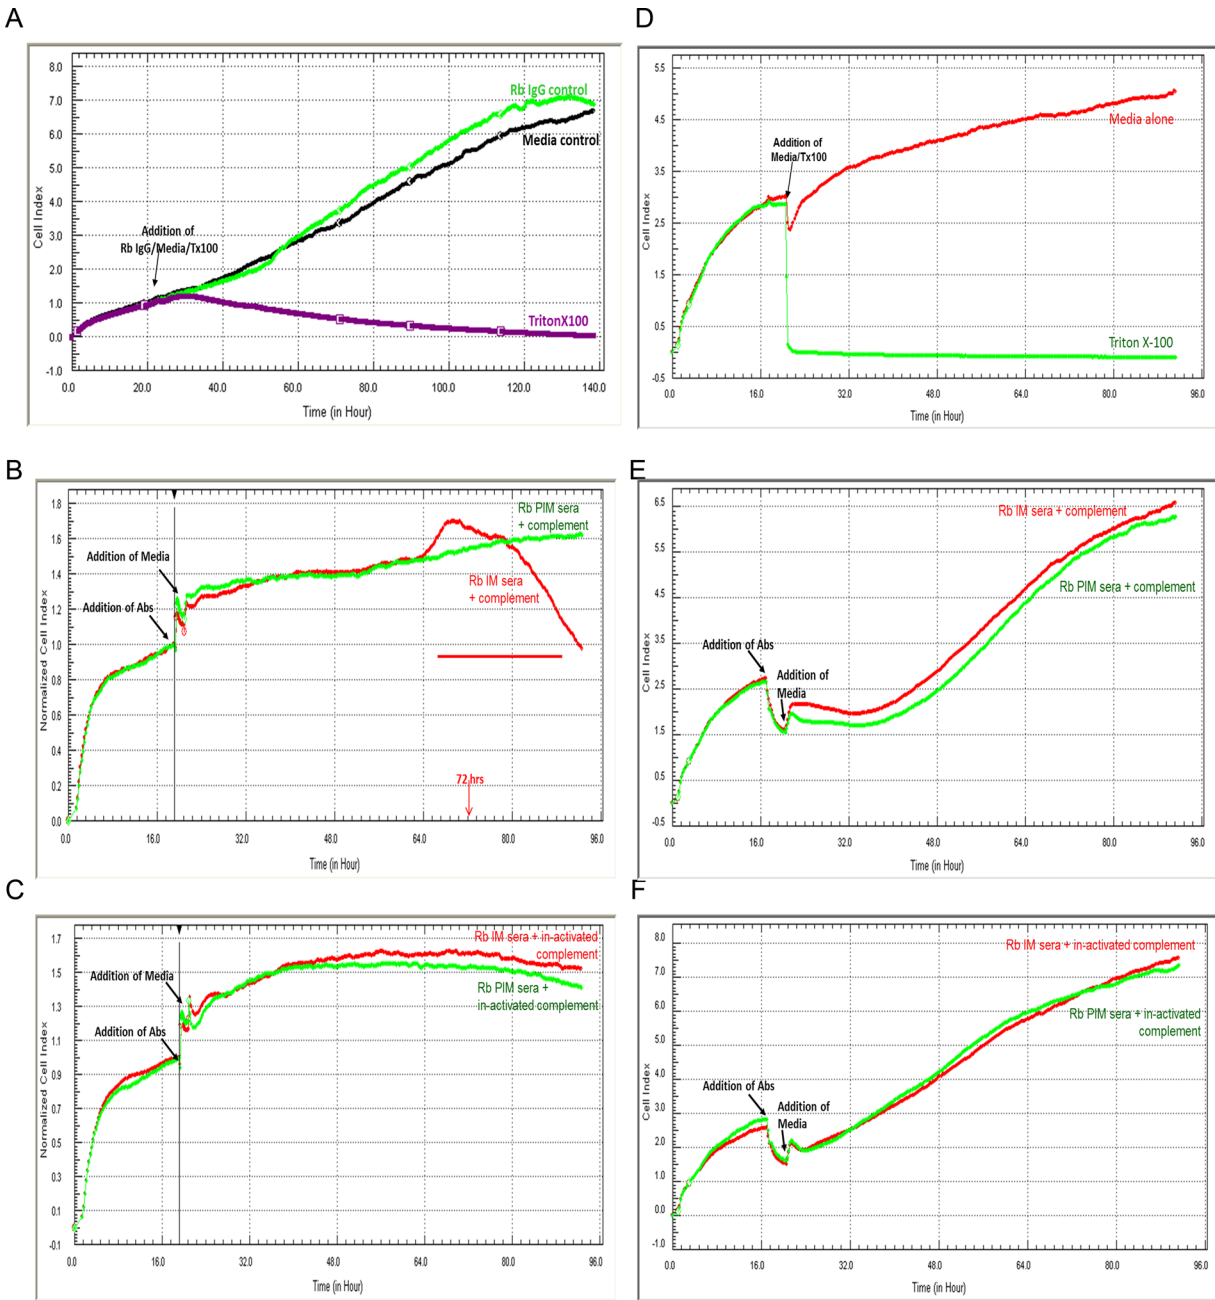 A
8.0
7.0
6.0
5.0
4.0
3.0
2.0
1.0
0.0
-1.0
Cell Index
Rb IgG control
Media control
Addition of
Rb IgG/Media/Tx100
TritonX100
0.0 20.0 40.0 60.0 80.0 100.0 120.0 140.0
Time (in Hour)
D
5.5
4.5
3.5
2.5
1.5
0.5
-0.5
Cell Index
Media alone
Addition of
Media/Tx100
Triton X-100
0.0 16.0 32.0 48.0 64.0 80.0 96.0
Time (in Hour)
B
1.8
1.6
1.4
1.2
1.0
0.8
0.6
0.4
0.2
0.0
Normalized Cell Index
Rb PIM sera
+ complement
Addition of Media
Rb IM sera
+ complement
Addition of Abs
72 hrs
0.0 16.0 32.0 48.0 64.0 80.0 96.0
Time (in Hour)
E
6.5
5.5
4.5
3.5
2.5
1.5
0.5
-0.5
Cell Index
Rb IM sera + complement
Rb PIM sera + complement
Addition of Abs
Addition of
Media
0.0 16.0 32.0 48.0 64.0 80.0 96.0
Time (in Hour)
C
1.7
1.5
1.3
1.1
0.9
0.7
0.5
0.3
0.1
-0.1
Normalized Cell Index
Rb IM sera + in-activated
complement
Addition of Media
Rb PIM sera +
in-activated complement
Addition of Abs
0.0 16.0 32.0 48.0 64.0 80.0 96.0
Time (in Hour)
F
8.0
7.0
6.0
5.0
4.0
3.0
2.0
1.0
0.0
-1.0
Cell Index
Rb IM sera + in-activated complement
Rb PIM sera + in-activated
complement
Addition of Abs
Addition of
Media
0.0 16.0 32.0 48.0 64.0 80.0 96.0
Time (in Hour)